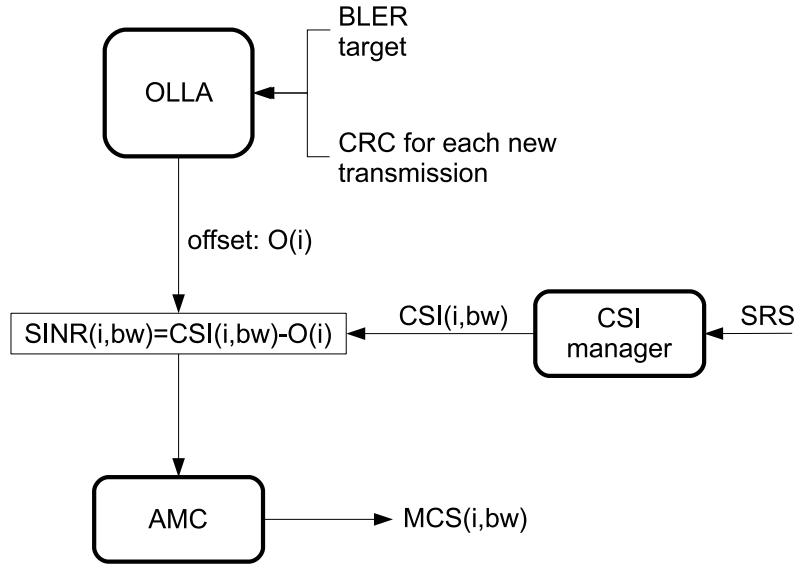 BLER
target
OLLA
CRC for each new
transmission
offset: O(i)
SINR(i,bw)=CSI(i,bw)-O(i)
CSI(i,bw)
CSI
manager
SRS
AMC
MCS(i,bw)